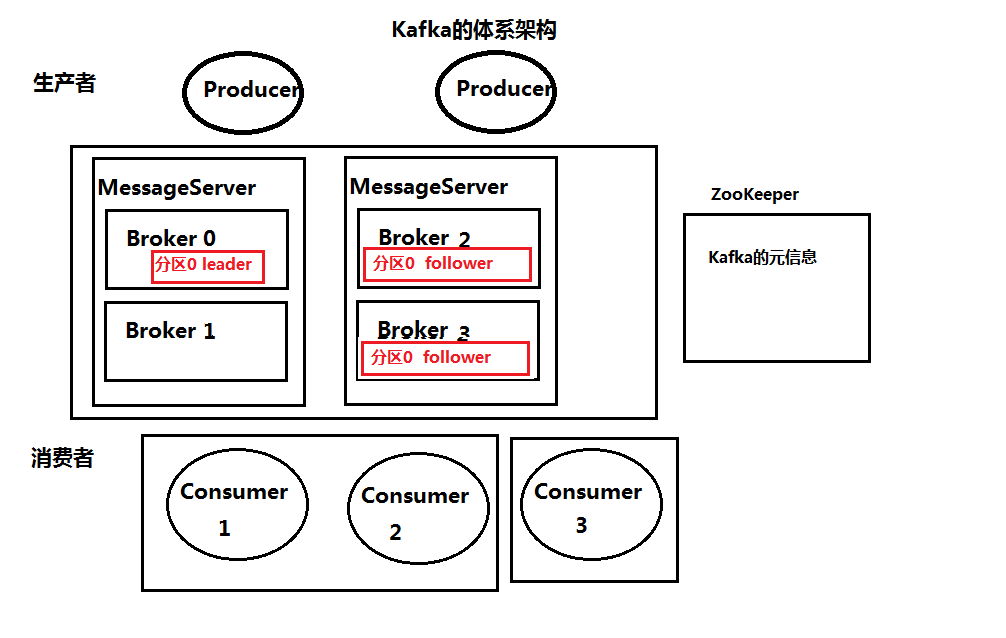 Kafka的体系架构
生产者
Producer
Producer
MessageServer
Broker 0
分区0 leader
Broker 1
MessageServer
Broker 2
分区0 follower
Broker 3
分区0 follower
ZooKeeper
Kafka的元信息
消费者
Consumer
1
Consumer
2
Consumer
3